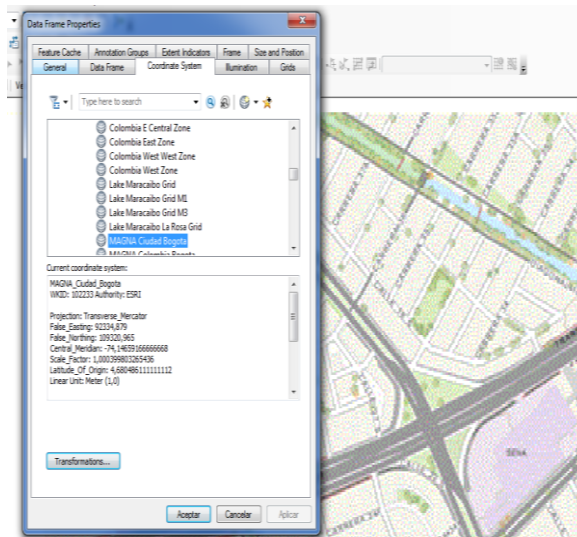 Data Frame Properties
Feature Cache Annotation Groups Extent Indicators Frame Size and Position
General Data Frame Coordinate System Illumination Grids
Type here to search
Colombia E Central Zone
Colombia East Zone
Colombia West West Zone
Colombia West Zone
Lake Maracaibo Grid
Lake Maracaibo Grid M1
Lake Maracaibo Grid M3
Lake Maracaibo La Rosa Grid
MAGNA Ciudad Bogota
MAGNA Colombia Bogota
Current coordinate system:
MAGNA_Ciudad_Bogota
WKID: 102233 Authority: ESRI
Projection: Transverse_Mercator
False_Easting: 92334,879
False_Northing: 109320,965
Central_Meridian: -74,14659166666668
Scale_Factor: 1,000399803265436
Latitude_Of_Origin: 4,680486111111112
Linear Unit: Meter (1,0)
Transformations...
Aceptar Cancelar Aplicar
SENA